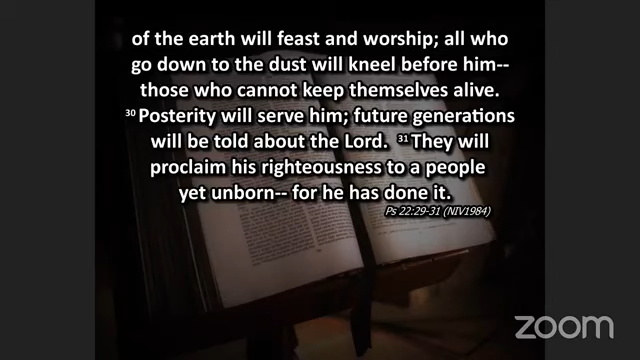 of the earth will feast and worship; all who
go down to the dust will kneel before him--
those who cannot keep themselves alive.
30 Posterity will serve him; future generations
will be told about the Lord. 31 They will
proclaim his righteousness to a people
yet unborn-- for he has done it.
Ps 22:29-31 (NIV1984)
zoom